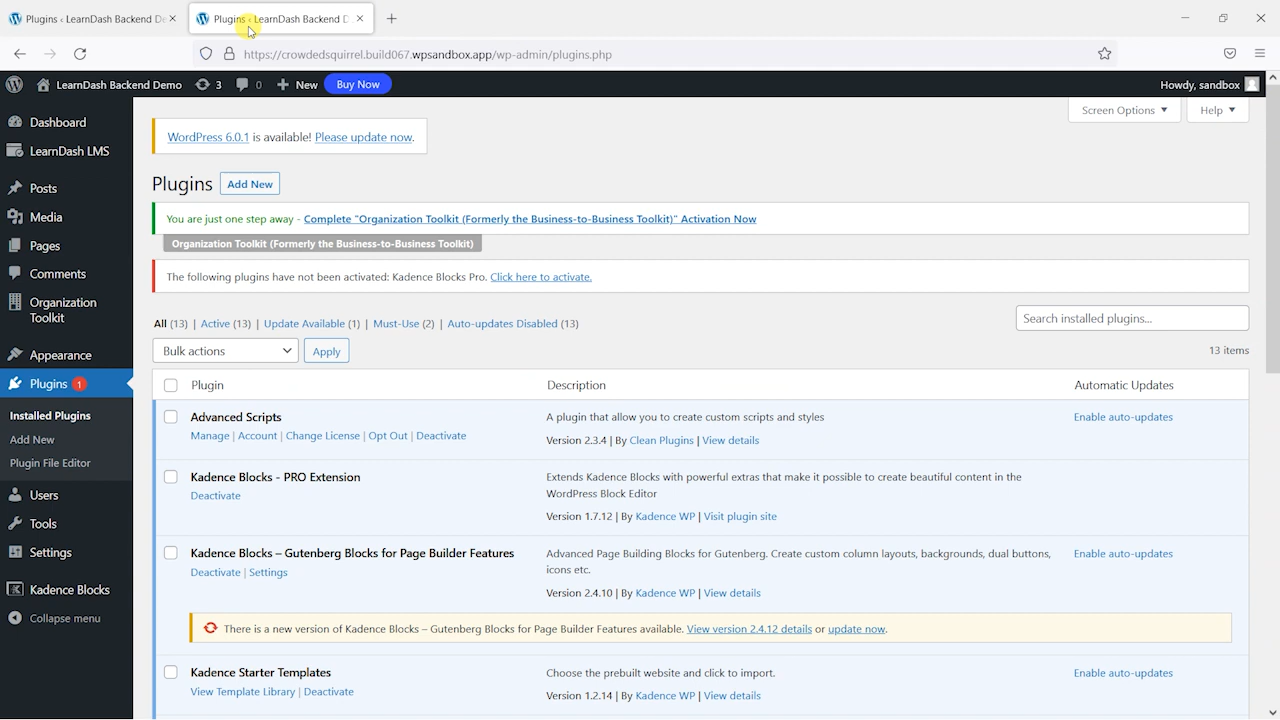 Plugins ‹ LearnDash Backend De
Plugins ‹ LearnDash Backend D
https://crowdedsquirrel.build067.wpsandbox.app/wp-admin/plugins.php
LearnDash Backend Demo 3 0 New Buy Now Howdy, sandbox
Screen Options Help
Dashboard
LearnDash LMS
Posts
Media
Pages
Comments
Organization
Toolkit
Appearance
Plugins 1
Installed Plugins
Add New
Plugin File Editor
Users
Tools
Settings
Kadence Blocks
Collapse menu
WordPress 6.0.1 is available! Please update now.
Plugins Add New
You are just one step away - Complete "Organization Toolkit (Formerly the Business-to-Business Toolkit)" Activation Now
Organization Toolkit (Formerly the Business-to-Business Toolkit)
The following plugins have not been activated: Kadence Blocks Pro. Click here to activate.
All (13) | Active (13) | Update Available (1) | Must-Use (2) | Auto-updates Disabled (13)
Search installed plugins...
Bulk actions Apply
13 items
Plugin Description Automatic Updates
Advanced Scripts
Manage | Account | Change License | Opt Out | Deactivate
A plugin that allow you to create custom scripts and styles
Version 2.3.4 | By Clean Plugins | View details
Enable auto-updates
Kadence Blocks - PRO Extension
Deactivate
Extends Kadence Blocks with powerful extras that make it possible to create beautiful content in the
WordPress Block Editor
Version 1.7.12 | By Kadence WP | Visit plugin site
Kadence Blocks – Gutenberg Blocks for Page Builder Features
Deactivate | Settings
Advanced Page Building Blocks for Gutenberg. Create custom column layouts, backgrounds, dual buttons,
icons etc.
Version 2.4.10 | By Kadence WP | View details
Enable auto-updates
There is a new version of Kadence Blocks – Gutenberg Blocks for Page Builder Features available. View version 2.4.12 details or update now.
Kadence Starter Templates
View Template Library | Deactivate
Choose the prebuilt website and click to import.
Version 1.2.14 | By Kadence WP | View details
Enable auto-updates